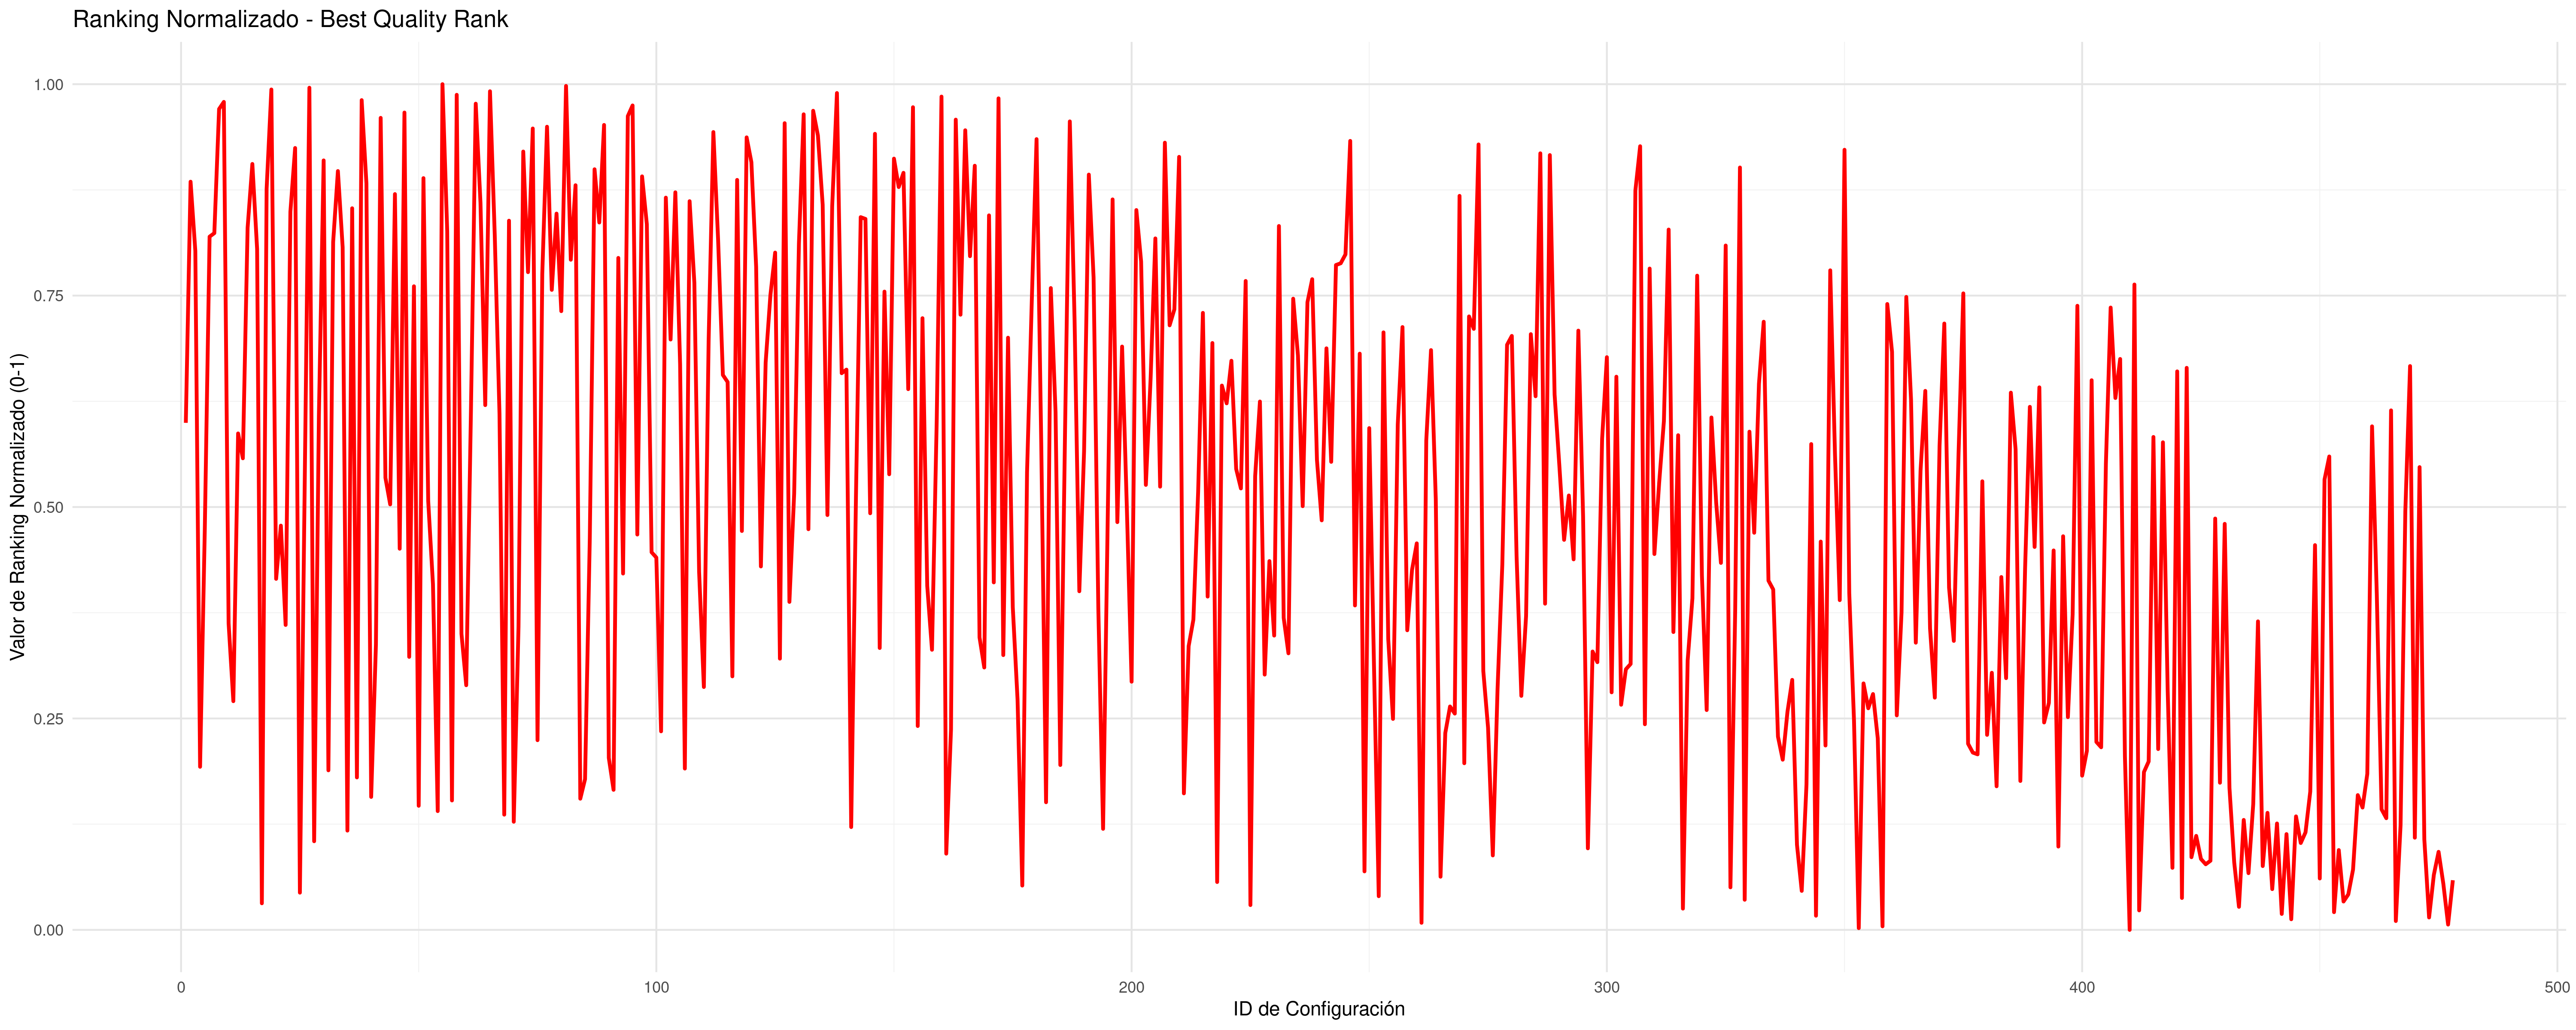 Ranking Normalizado - Best Quality Rank
Valor de Ranking Normalizado (0-1)
1.00
0.75
0.50
0.25
0.00
0 100 200 300 400 500
ID de Configuración